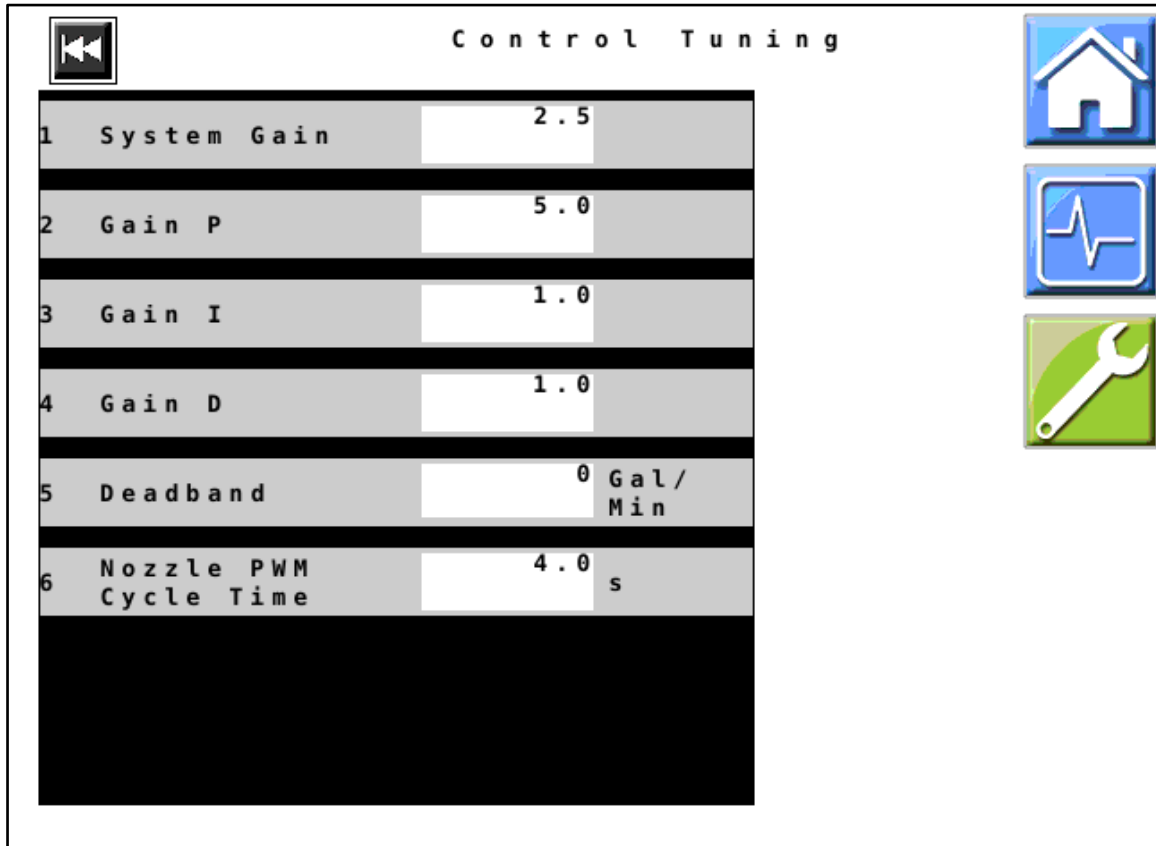 Control Tuning
1 System Gain 2.5
2 Gain P 5.0
3 Gain I 1.0
4 Gain D 1.0
5 Deadband 0 Gal/
Min
6 Nozzle PWM
Cycle Time 4.0 s